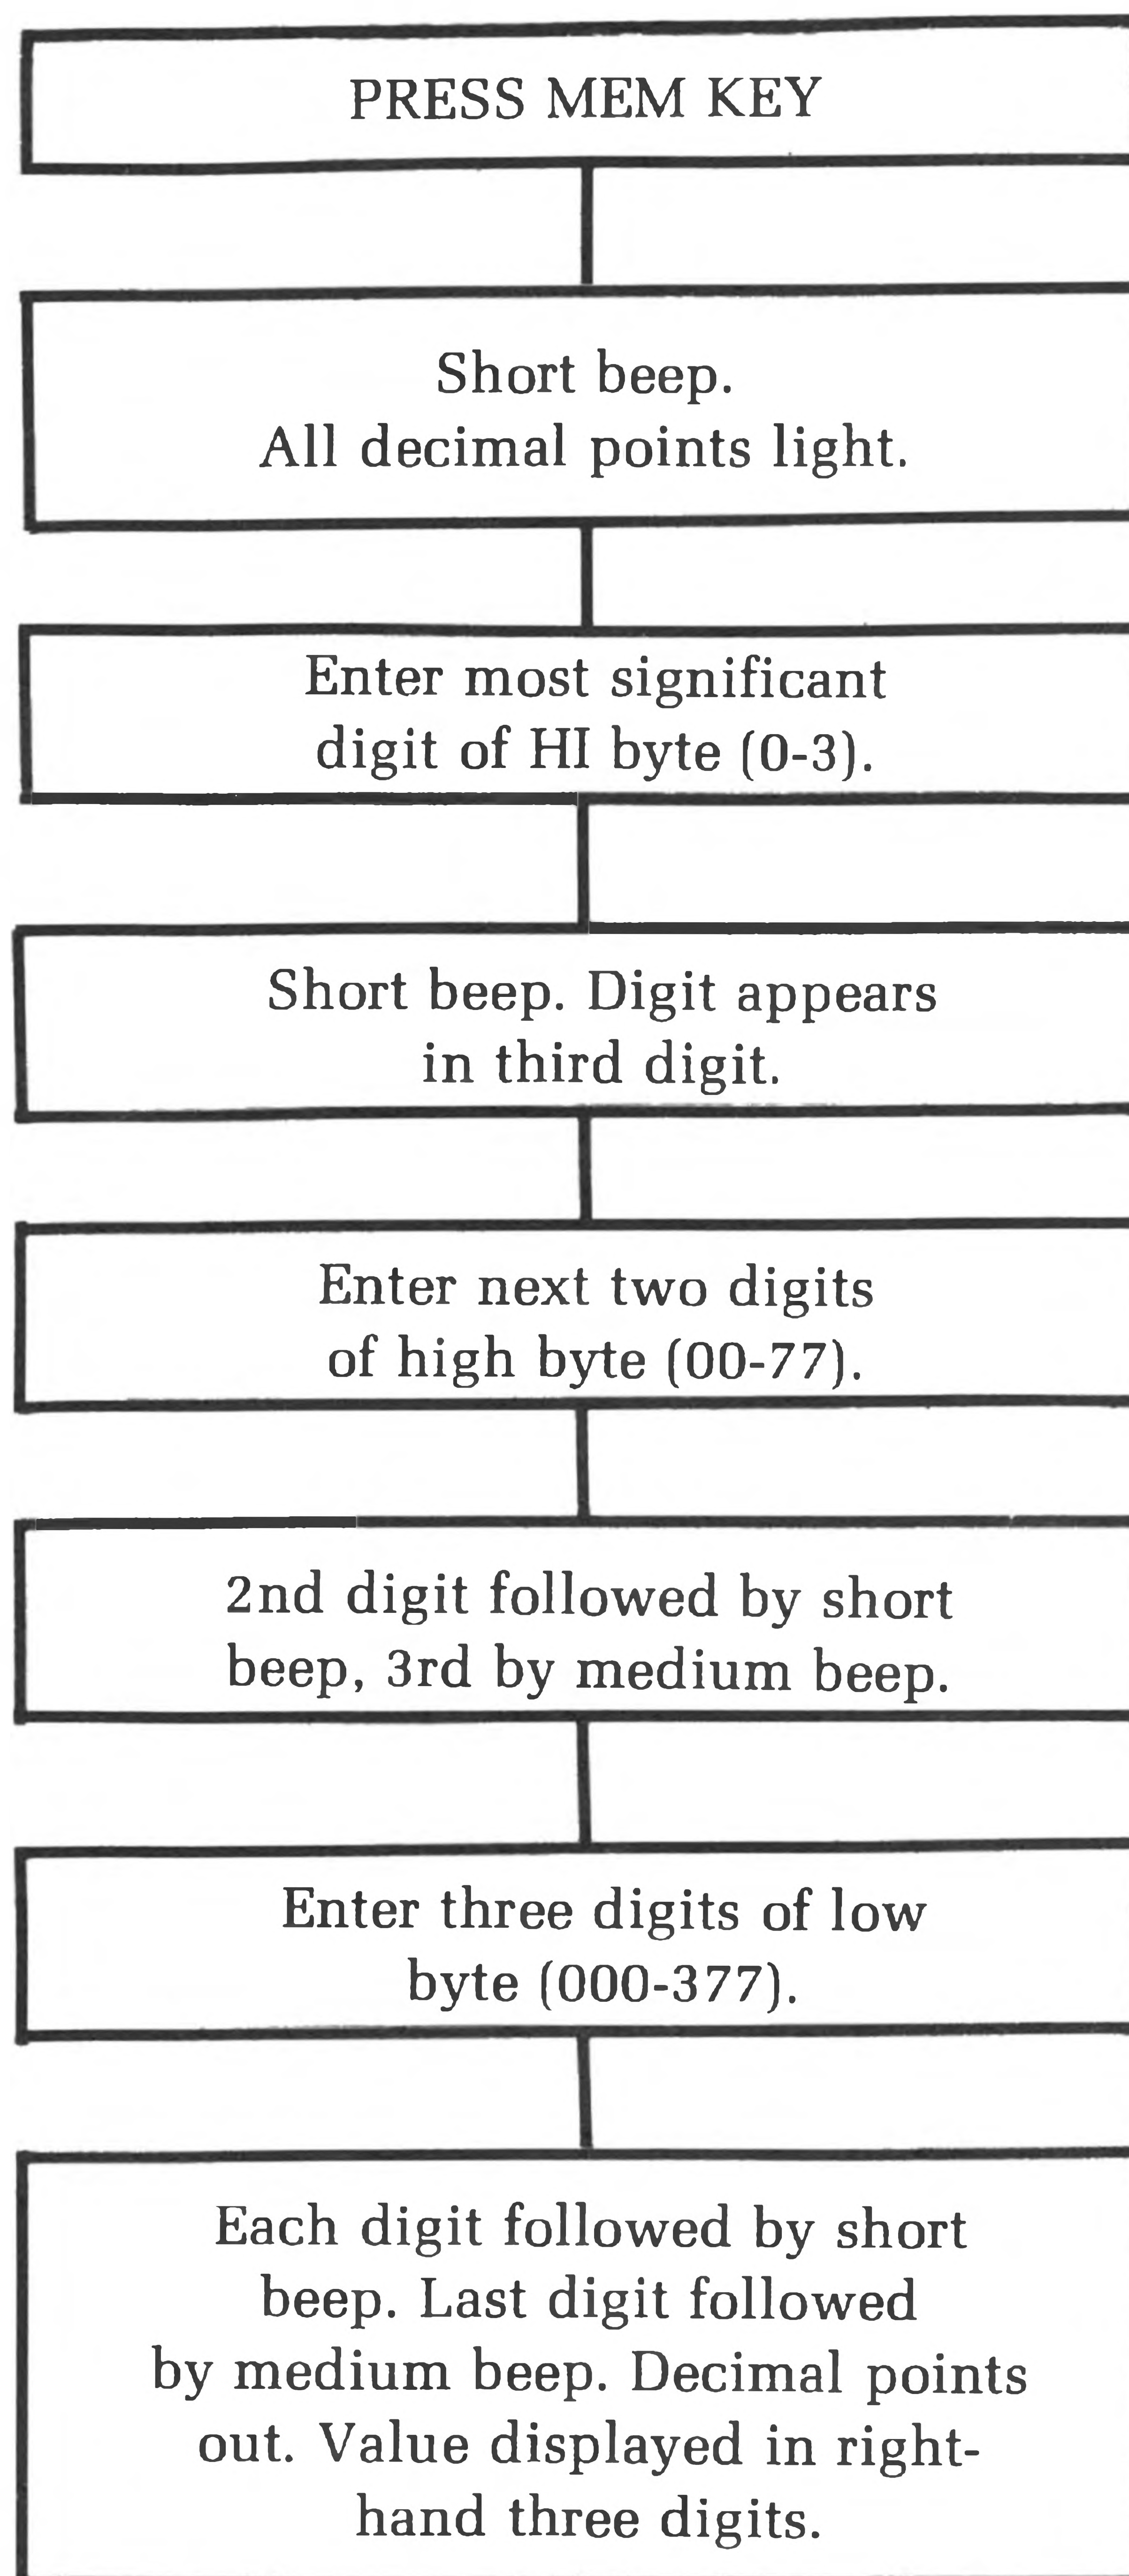 PRESS MEM KEY
Short beep.
All decimal points light.
Enter most significant
digit of HI byte (0-3).
Short beep. Digit appears
in third digit.
Enter next two digits
of high byte (00-77).
2nd digit followed by short
beep, 3rd by medium beep.
Enter three digits of low
byte (000-377).
Each digit followed by short
beep. Last digit followed
by medium beep. Decimal points
out. Value displayed in right-
hand three digits.